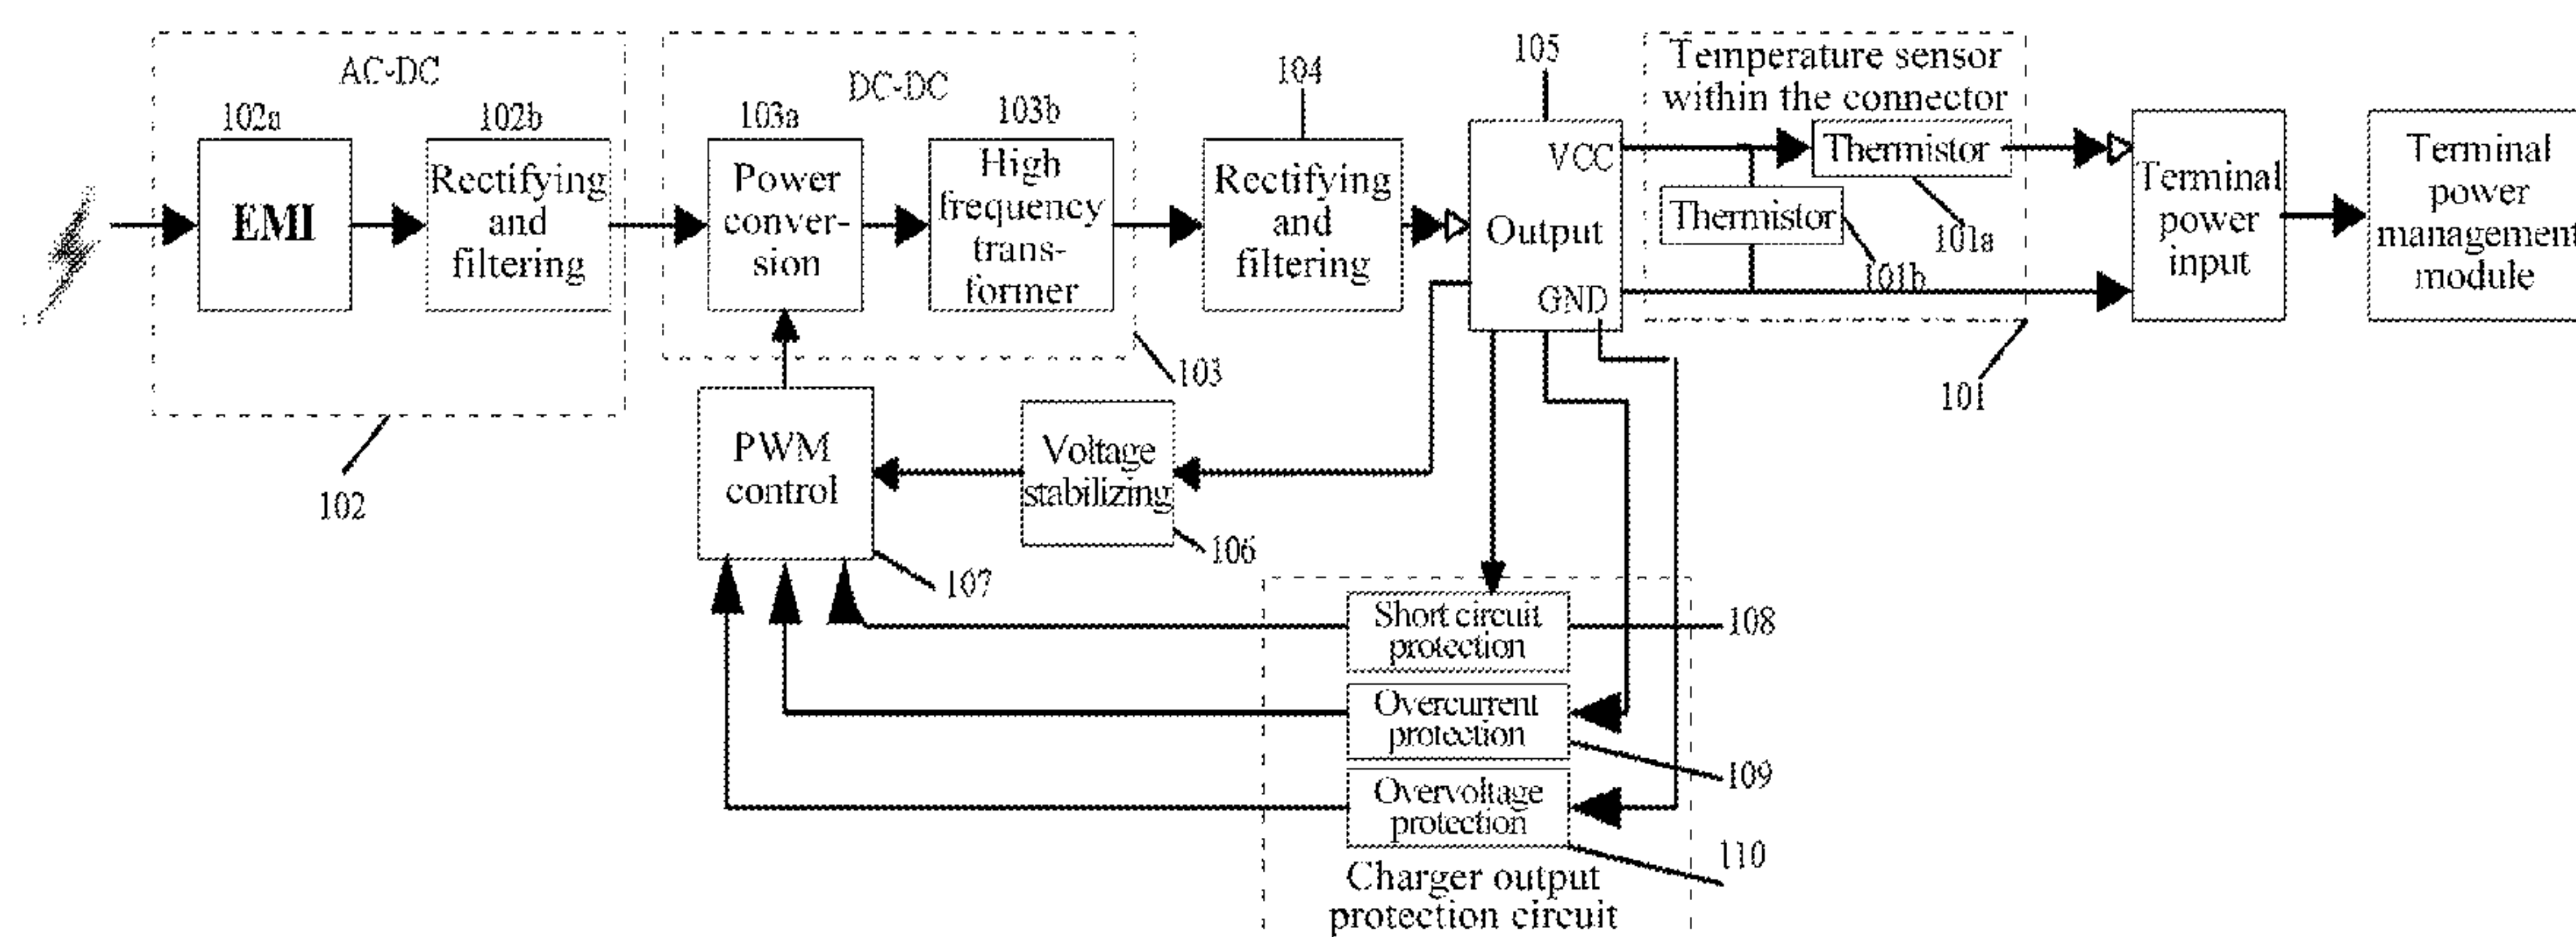 AC-DC
102a
EMI
102b
Rectifying
and
filtering
102
DC-DC
103a
Power
conver-
sion
103b
High
frequency
trans-
former
103
104
Rectifying
and
filtering
105
VCC
Output
GND
Temperature sensor
within the connector
Thermistor
101a
Thermistor
101b
101
Terminal
power
input
Terminal
power
management
module
PWM
control
107
Voltage
stabilizing
106
Short circuit
protection
108
Overcurrent
protection
109
Overvoltage
protection
110
Charger output
protection circuit